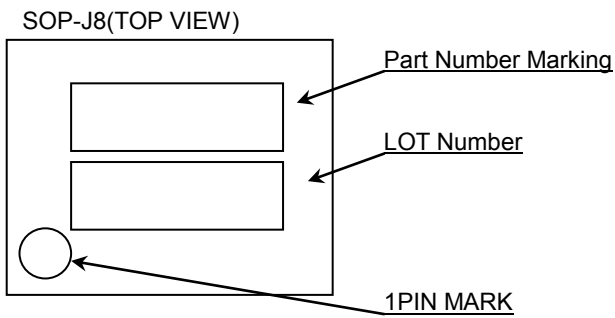 SOP-J8(TOP VIEW)
Part Number Marking
LOT Number
1PIN MARK